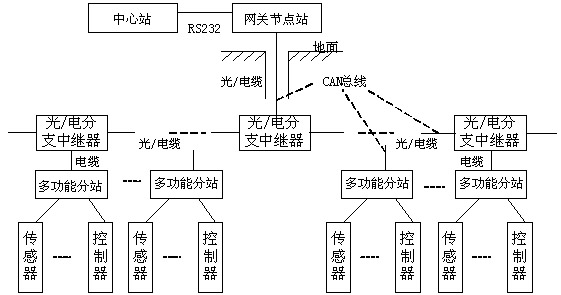 中心站
网关节点站
RS232
地面
光/电缆
CAN总线
光/电分
支中继器
光/电分
支中继器
光/电分
支中继器
光/电缆
光/电缆
电缆
电缆
多功能分站
多功能分站
多功能分站
多功能分站
传感器
控制器
传感器
控制器
传感器
控制器
传感器
控制器